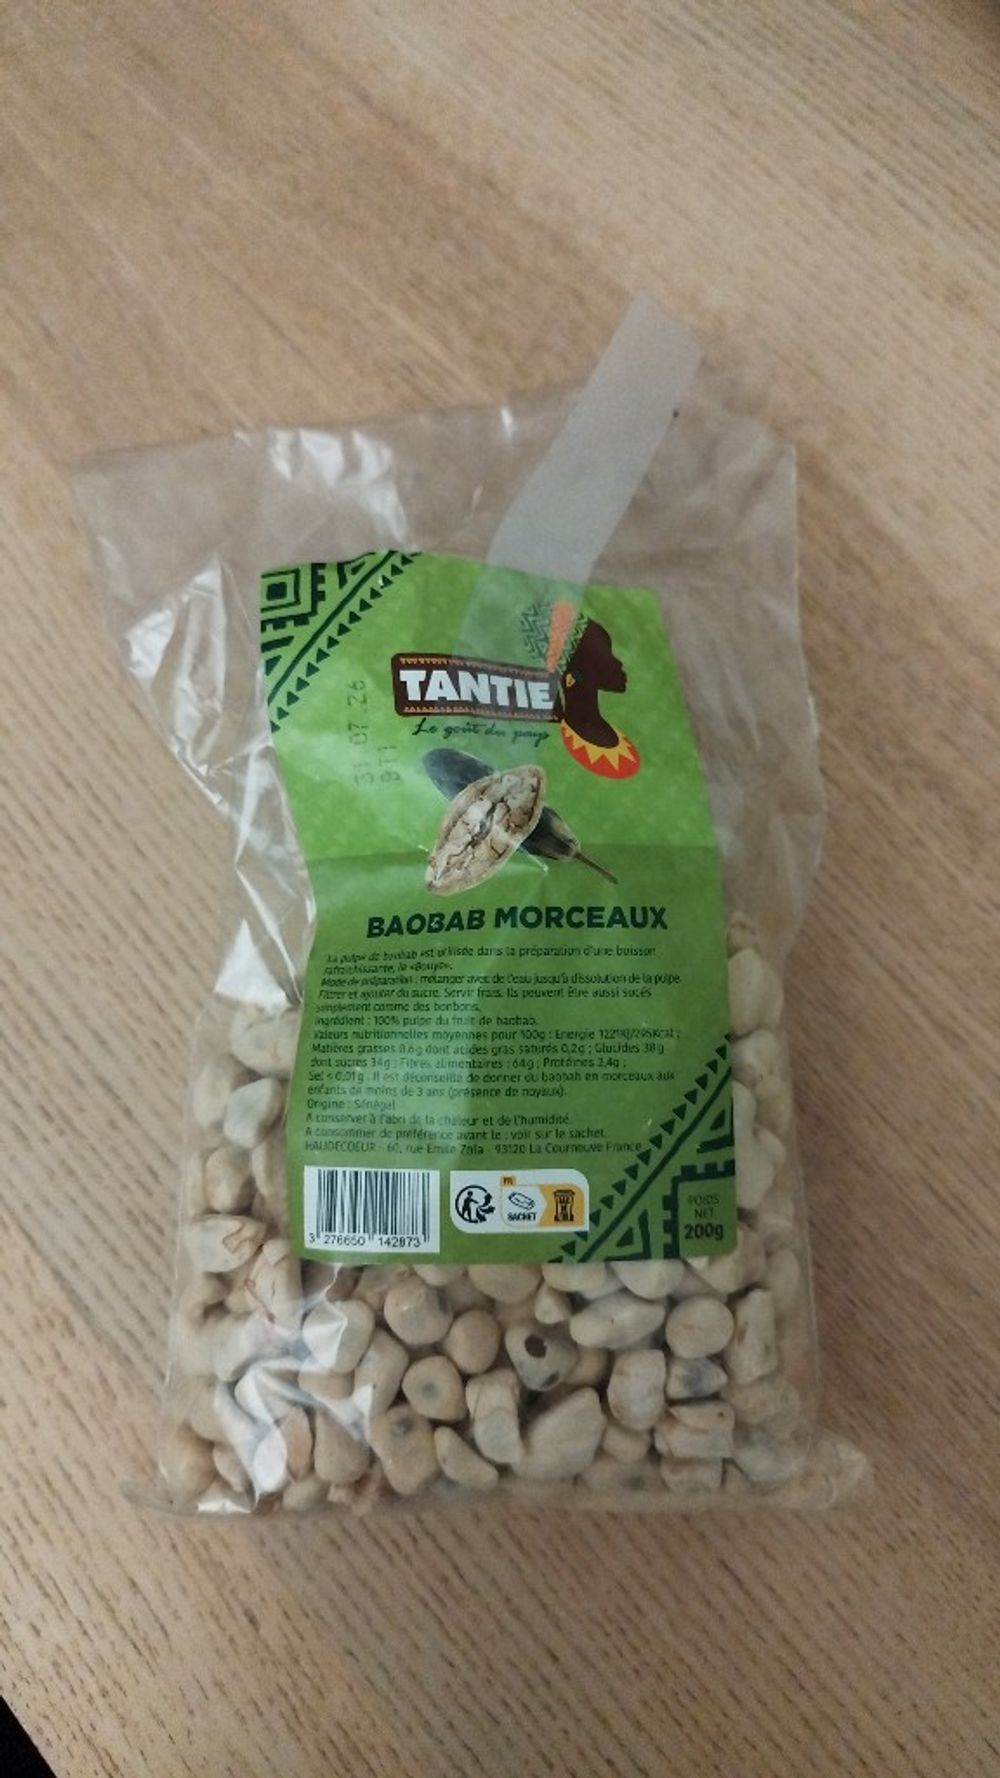 TANTIE
Le goût du pays
31 07 26
BT1
BAOBAB MORCEAUX
La pulpe de baobab est utilisée dans la préparation d'une boisson
rafraîchissante, le «Bouye».
Mode de préparation : mélanger avec de l'eau jusqu'à dissolution de la pulpe.
Filtrer et ajouter du sucre. Servir frais. Ils peuvent être aussi sucés
simplement comme des bonbons.
Ingrédient : 100% pulpe du fruit de baobab.
Valeurs nutritionnelles moyennes pour 100g : Energie 1221KJ/295Kcal ;
Matières grasses 0,6g dont acides gras saturés 0,2g ; Glucides 38g
dont sucres 34g ; Fibres alimentaires : 64g ; Protéines 2,4g ;
Sel < 0,01g . Il est déconseillé de donner du baobab en morceaux aux
enfants de moins de 3 ans (présence de noyaux).
Origine : Sénégal
A conserver à l'abri de la chaleur et de l'humidité.
A consommer de préférence avant le : voir sur le sachet.
HAUDECOEUR - 60, rue Emile Zola - 93120 La Courneuve France
3 276650 142873
FR
SACHET
POIDS
NET
200g